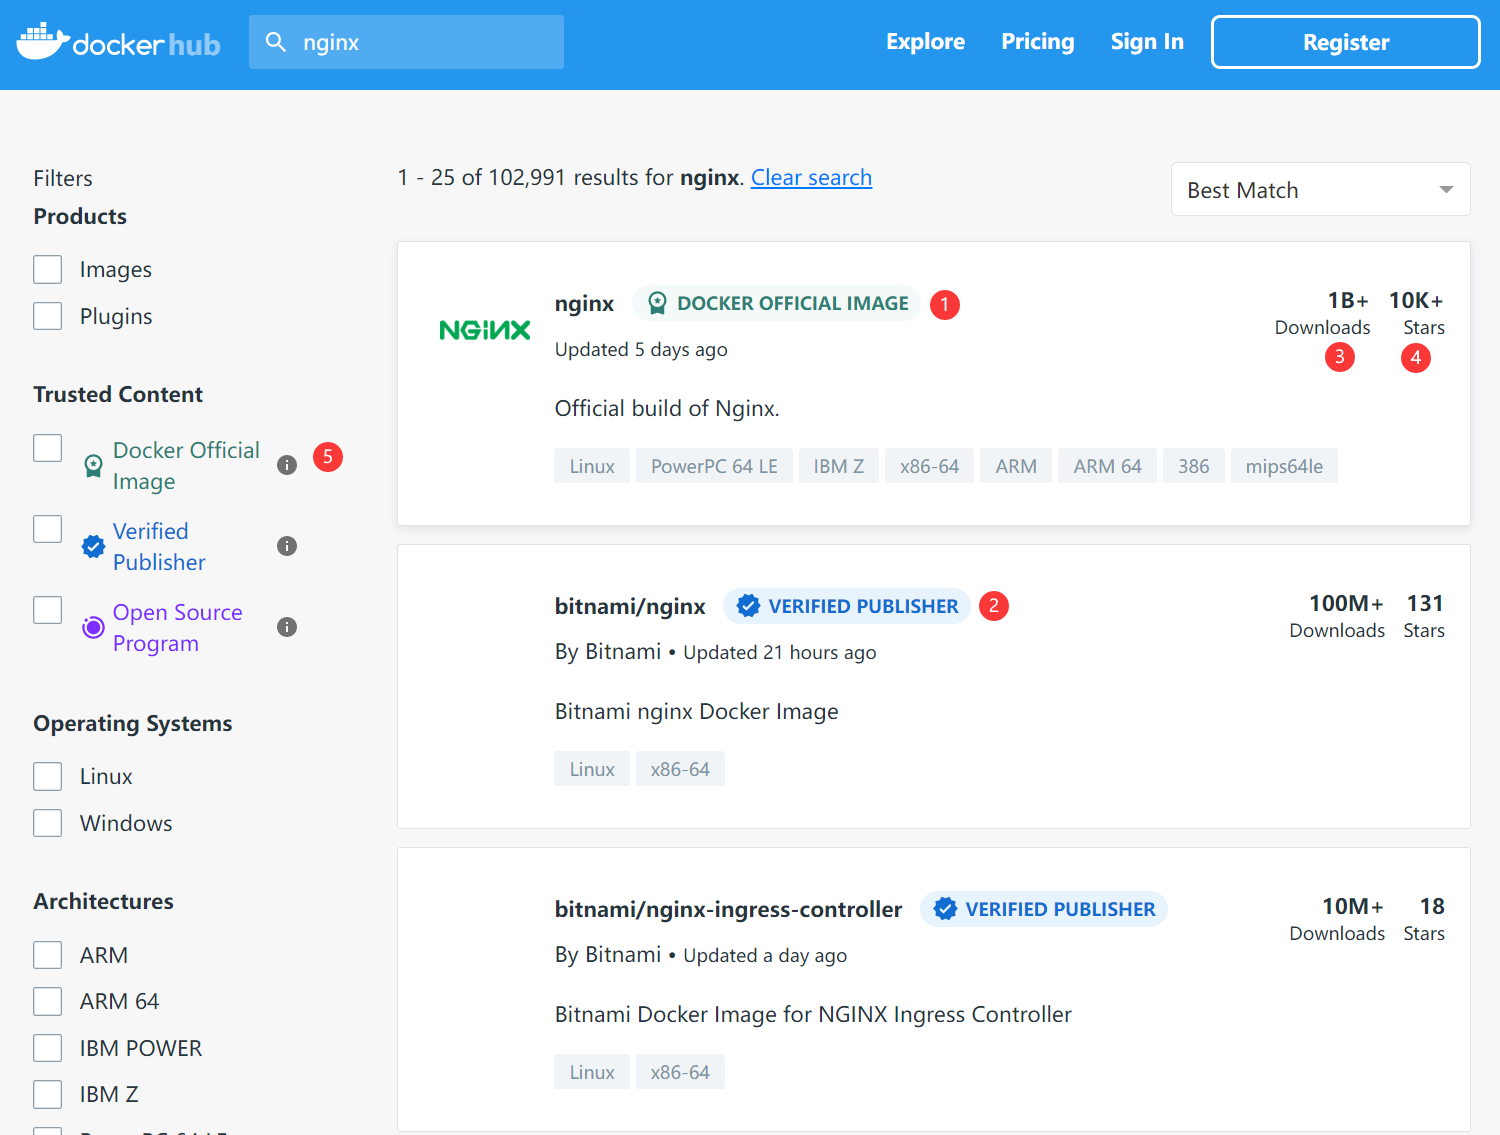 docker hub
nginx
Explore
Pricing
Sign In
Register
Filters
Products
Images
Plugins
Trusted Content
Docker Official
Image
5
Verified
Publisher
Open Source
Program
Operating Systems
Linux
Windows
Architectures
ARM
ARM 64
IBM POWER
IBM Z
1 - 25 of 102,991 results for nginx. Clear search
Best Match
NGINX
nginx DOCKER OFFICIAL IMAGE 1
Updated 5 days ago
1B+ 10K+
Downloads Stars
3 4
Official build of Nginx.
Linux PowerPC 64 LE IBM Z x86-64 ARM ARM 64 386 mips64le
bitnami/nginx VERIFIED PUBLISHER 2
By Bitnami • Updated 21 hours ago
100M+ 131
Downloads Stars
Bitnami nginx Docker Image
Linux x86-64
bitnami/nginx-ingress-controller VERIFIED PUBLISHER
By Bitnami • Updated a day ago
10M+ 18
Downloads Stars
Bitnami Docker Image for NGINX Ingress Controller
Linux x86-64